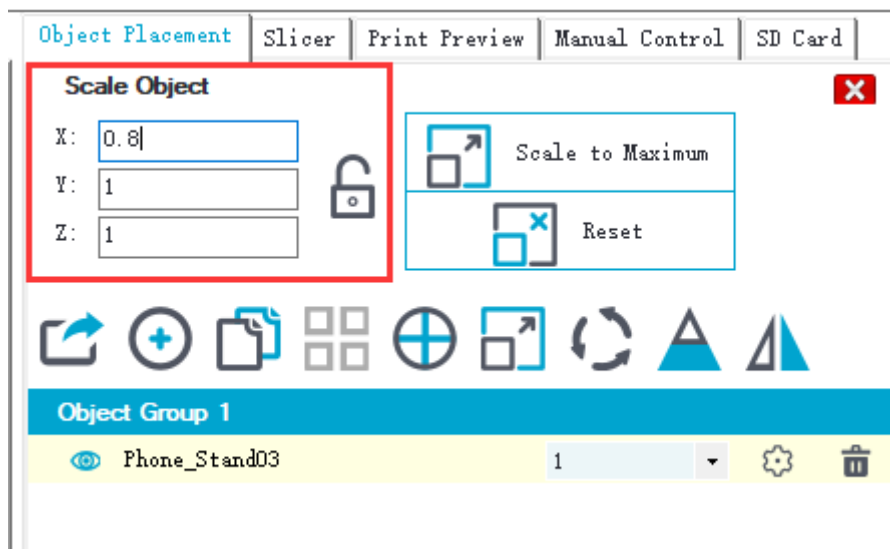 Object Placement Slicer Print Preview Manual Control SD Card
Scale Object
X: 0.8
Scale to Maximum
Y: 1
Z: 1
Reset
Object Group 1
Phone_Stand03 1